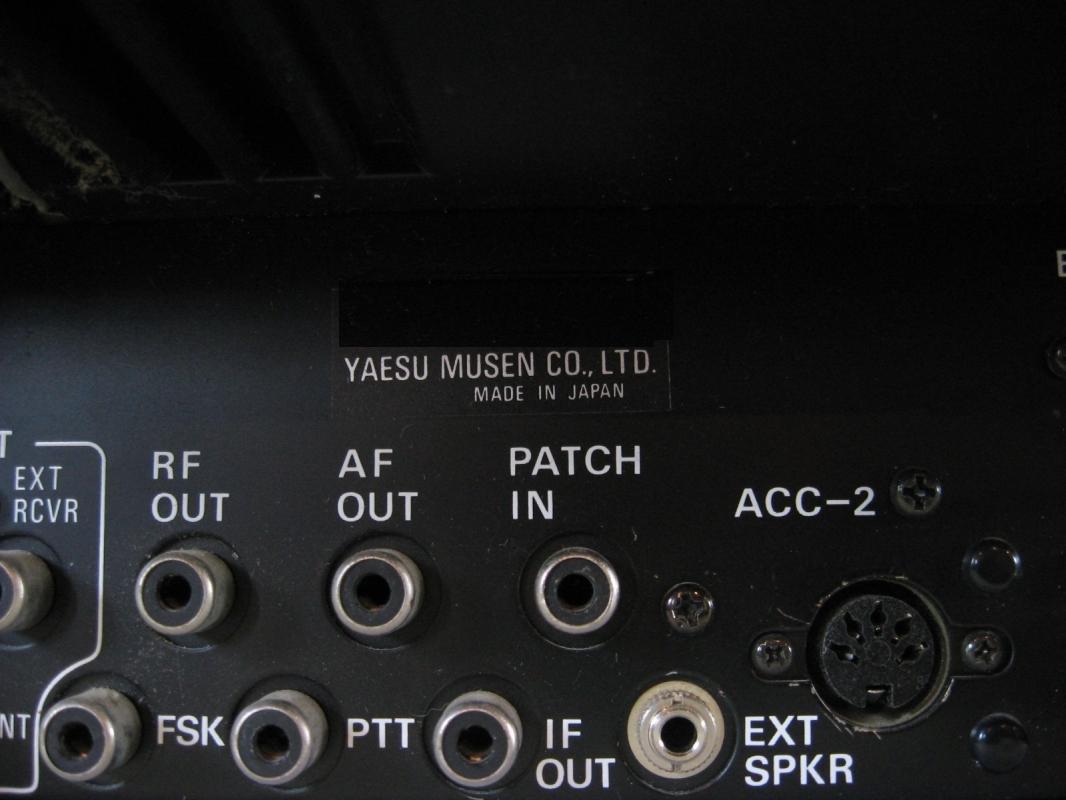 YAESU MUSEN CO., LTD.
MADE IN JAPAN
EXT
RCVR
RF
OUT
AF
OUT
PATCH
IN
ACC-2
FSK
PTT
IF
OUT
EXT
SPKR